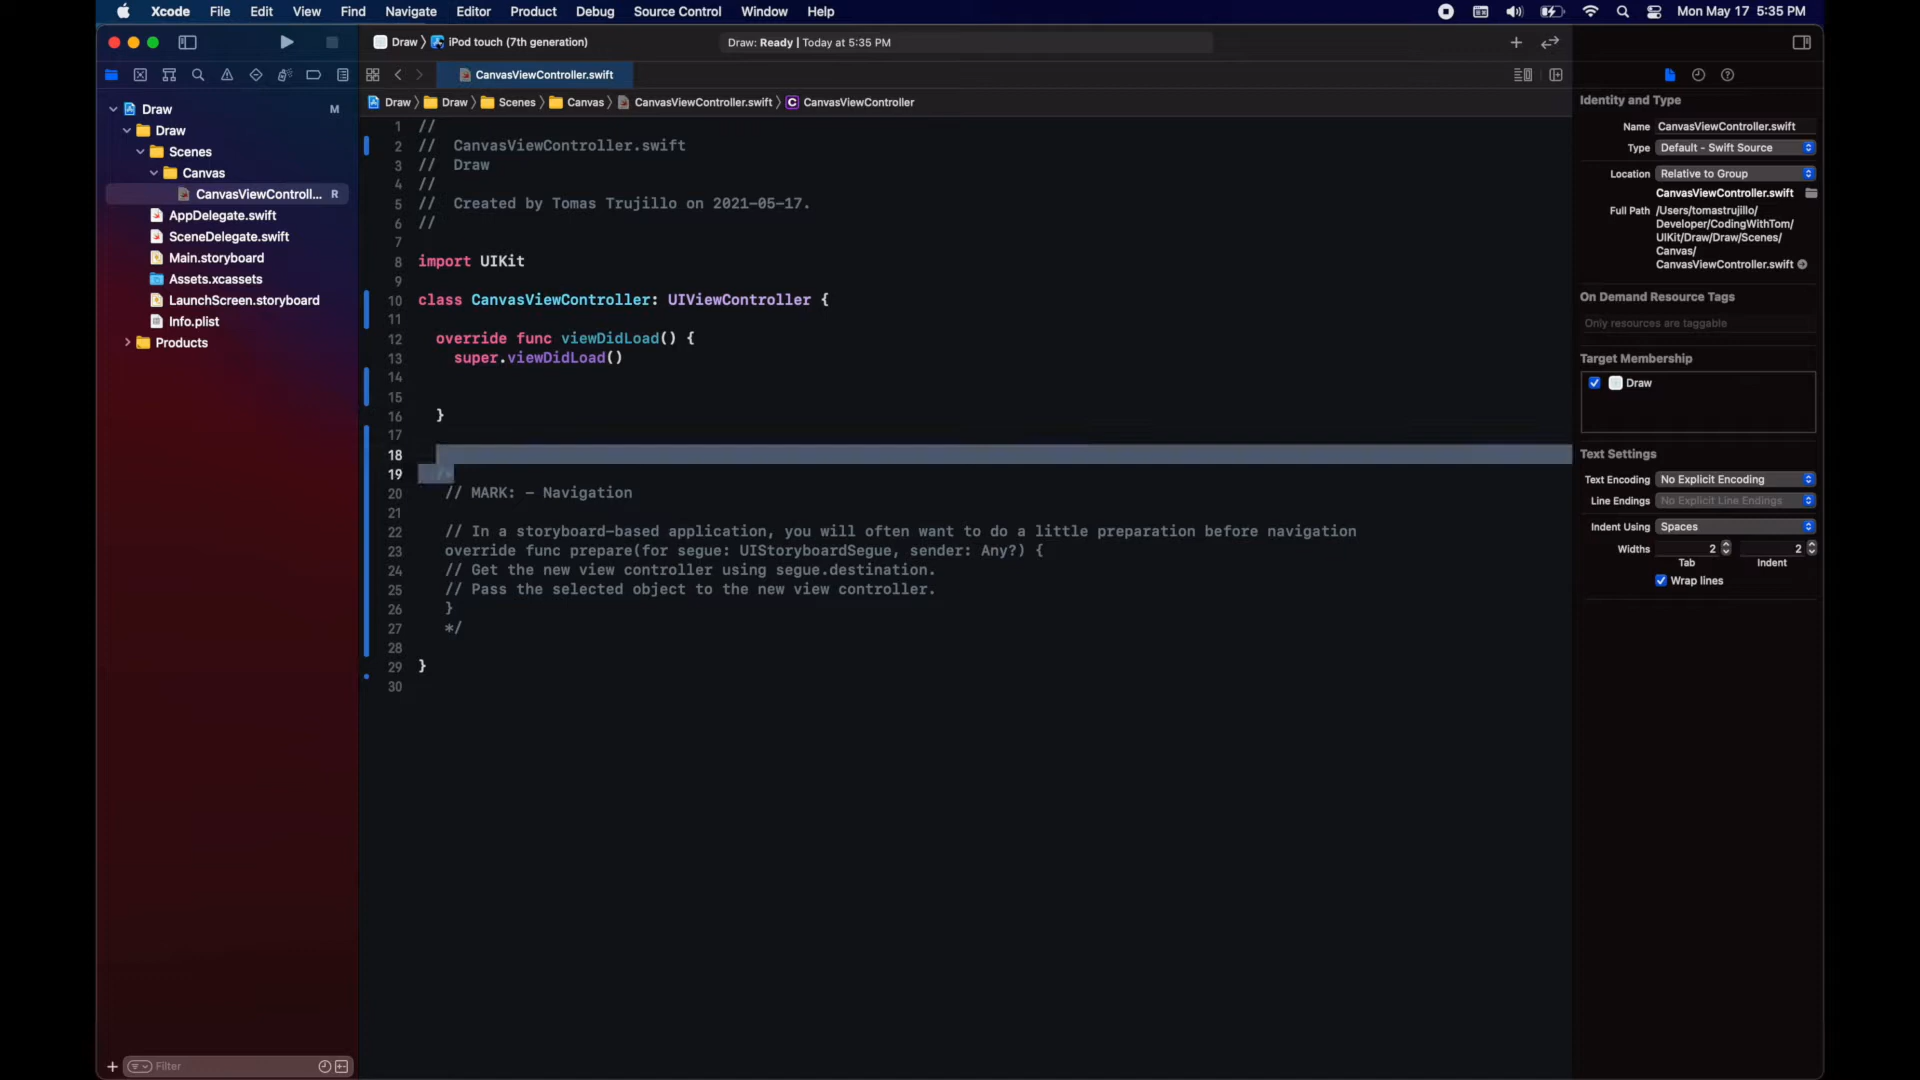 Xcode File Edit View Find Navigate Editor Product Debug Source Control Window Help Mon May 17 5:35 PM
Draw iPod touch (7th generation) Draw: Ready | Today at 5:35 PM
CanvasViewController.swift
Draw Draw Scenes Canvas CanvasViewController.swift C CanvasViewController
Draw M
Draw
Scenes
Canvas
CanvasViewControll... R
AppDelegate.swift
SceneDelegate.swift
Main.storyboard
Assets.xcassets
LaunchScreen.storyboard
Info.plist
Products
Filter
1 //
2 // CanvasViewController.swift
3 // Draw
4 //
5 // Created by Tomas Trujillo on 2021-05-17.
6 //
7
8 import UIKit
9
10 class CanvasViewController: UIViewController {
11
12 override func viewDidLoad() {
13 super.viewDidLoad()
14
15
16 }
17
18
19 /*
20 // MARK: - Navigation
21
22 // In a storyboard-based application, you will often want to do a little preparation before navigation
23 override func prepare(for segue: UIStoryboardSegue, sender: Any?) {
24 // Get the new view controller using segue.destination.
25 // Pass the selected object to the new view controller.
26 }
27 */
28
29 }
30
Identity and Type
Name CanvasViewController.swift
Type Default - Swift Source
Location Relative to Group
CanvasViewController.swift
Full Path /Users/tomastrujillo/
Developer/CodingWithTom/
UIKit/Draw/Draw/Scenes/
Canvas/
CanvasViewController.swift
On Demand Resource Tags
Only resources are taggable
Target Membership
Draw
Text Settings
Text Encoding No Explicit Encoding
Line Endings No Explicit Line Endings
Indent Using Spaces
Widths 2 2
Tab Indent
Wrap lines